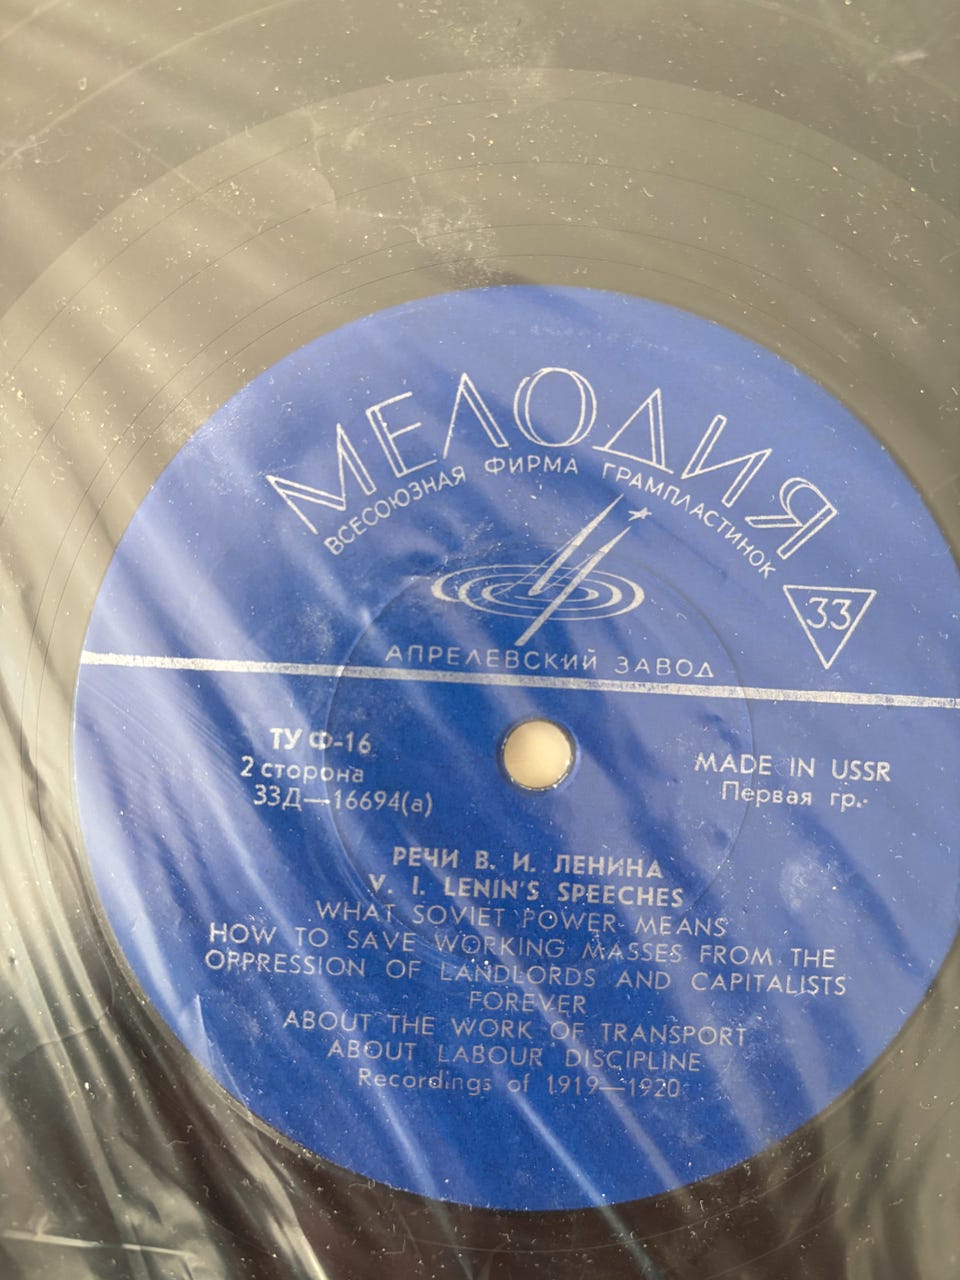 МЕЛОДИЯ
ВСЕСОЮЗНАЯ ФИРМА ГРАМПЛАСТИНОК
33
АПРЕЛЕВСКИЙ ЗАВОД
ТУ Ф-16
2 сторона
33Д—16694(а)
MADE IN USSR
Первая гр.
РЕЧИ В. И. ЛЕНИНА
V. I. LENIN'S SPEECHES
WHAT SOVIET POWER MEANS
HOW TO SAVE WORKING MASSES FROM THE
OPPRESSION OF LANDLORDS AND CAPITALISTS
FOREVER
ABOUT THE WORK OF TRANSPORT
ABOUT LABOUR DISCIPLINE
Recordings of 1919—1920